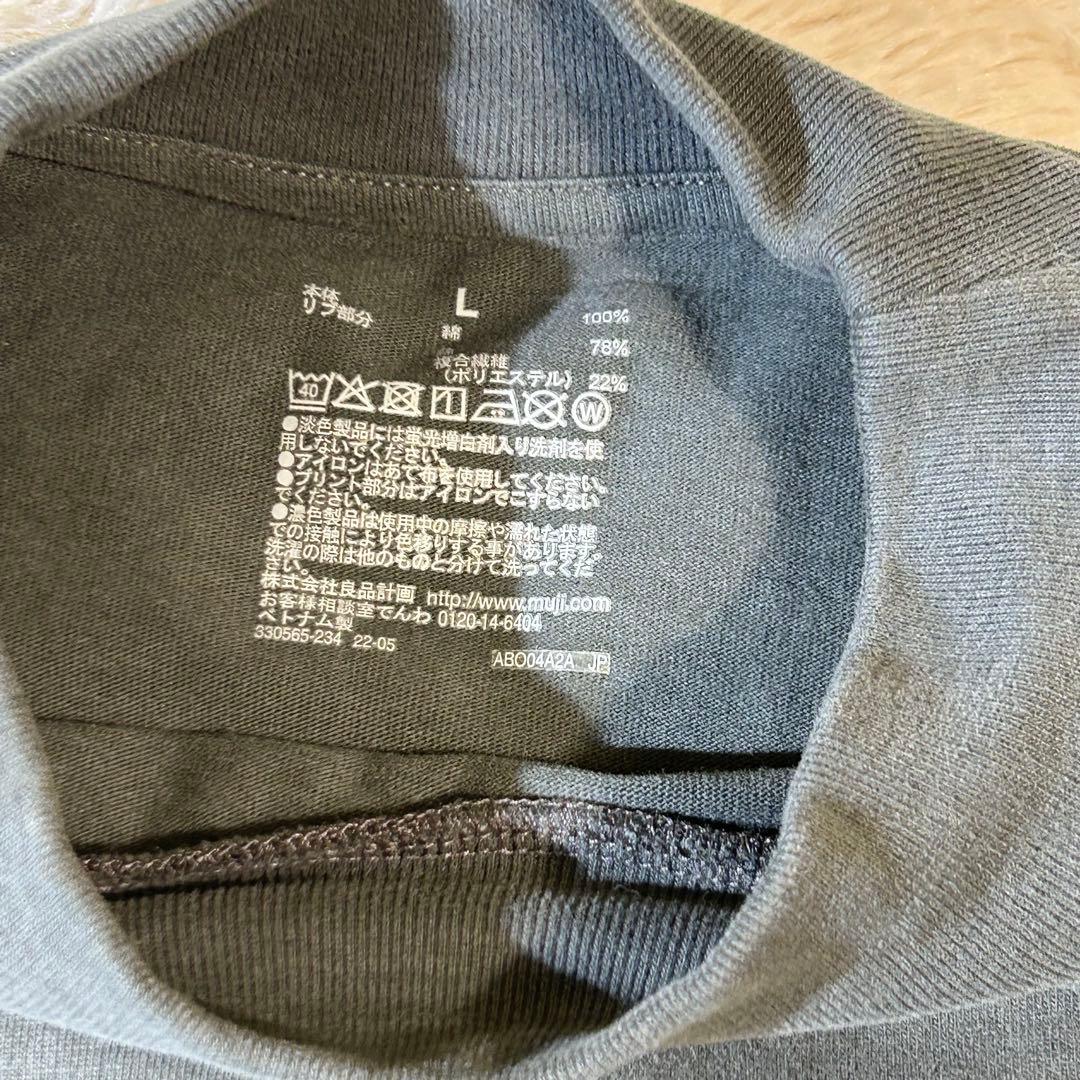 L
本体 綿 100%
リブ部分 綿 78%
複合繊維
(ポリエステル) 22%
40 W
●淡色製品には蛍光増白剤入り洗剤を使
用しないでください。
●アイロンはあて布を使用してください。
●プリント部分はアイロンでこすらない
でください。
●濃色製品は使用中の摩擦や濡れた状態
での接触により色移りする事があります。
洗濯の際は他のものと分けて洗ってくだ
さい。
株式会社良品計画 http://www.muji.com
お客様相談室でんわ 0120-14-6404
ベトナム製
330565-234 22-05
ABO04A2A JP